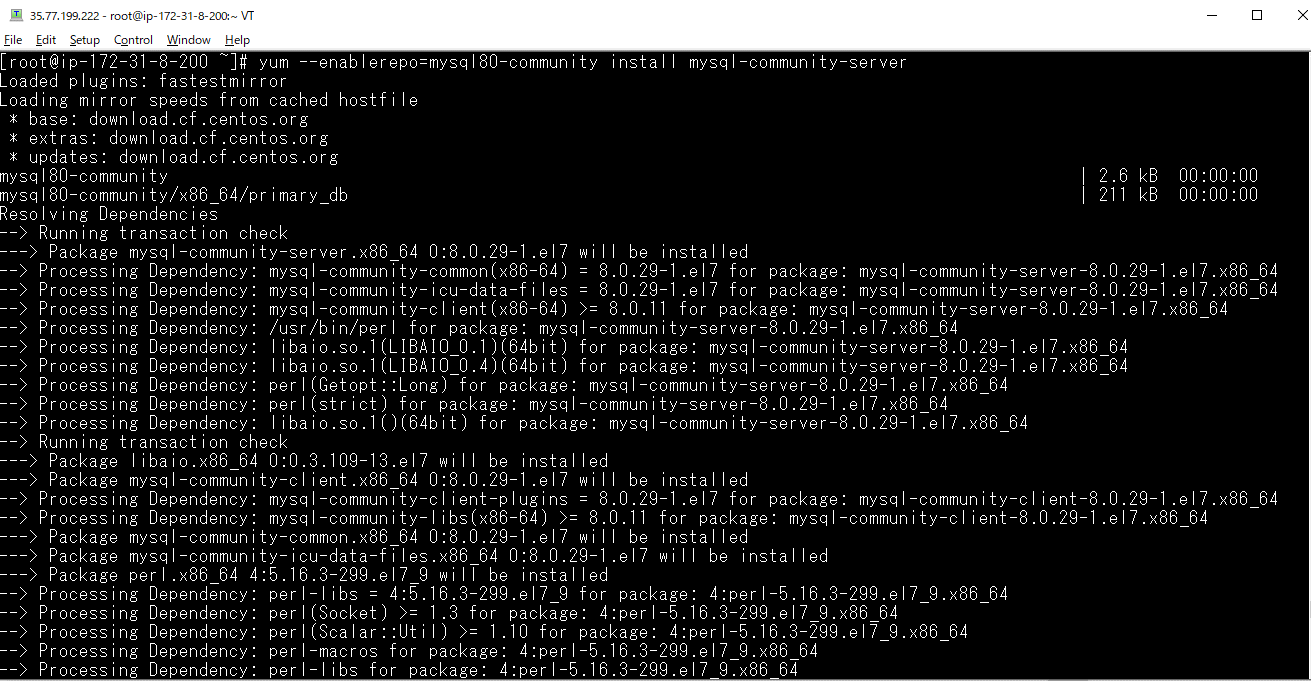 35.77.199.222 - root@ip-172-31-8-200:~ VT
File Edit Setup Control Window Help
[root@ip-172-31-8-200 ~]# yum --enablerepo=mysql80-community install mysql-community-server
Loaded plugins: fastestmirror
Loading mirror speeds from cached hostfile
 * base: download.cf.centos.org
 * extras: download.cf.centos.org
 * updates: download.cf.centos.org
mysql80-community | 2.6 kB 00:00:00
mysql80-community/x86_64/primary_db | 211 kB 00:00:00
Resolving Dependencies
--> Running transaction check
---> Package mysql-community-server.x86_64 0:8.0.29-1.el7 will be installed
--> Processing Dependency: mysql-community-common(x86-64) = 8.0.29-1.el7 for package: mysql-community-server-8.0.29-1.el7.x86_64
--> Processing Dependency: mysql-community-icu-data-files = 8.0.29-1.el7 for package: mysql-community-server-8.0.29-1.el7.x86_64
--> Processing Dependency: mysql-community-client(x86-64) >= 8.0.11 for package: mysql-community-server-8.0.29-1.el7.x86_64
--> Processing Dependency: /usr/bin/perl for package: mysql-community-server-8.0.29-1.el7.x86_64
--> Processing Dependency: libaio.so.1(LIBAIO_0.1)(64bit) for package: mysql-community-server-8.0.29-1.el7.x86_64
--> Processing Dependency: libaio.so.1(LIBAIO_0.4)(64bit) for package: mysql-community-server-8.0.29-1.el7.x86_64
--> Processing Dependency: perl(Getopt::Long) for package: mysql-community-server-8.0.29-1.el7.x86_64
--> Processing Dependency: perl(strict) for package: mysql-community-server-8.0.29-1.el7.x86_64
--> Processing Dependency: libaio.so.1()(64bit) for package: mysql-community-server-8.0.29-1.el7.x86_64
--> Running transaction check
---> Package libaio.x86_64 0:0.3.109-13.el7 will be installed
---> Package mysql-community-client.x86_64 0:8.0.29-1.el7 will be installed
--> Processing Dependency: mysql-community-client-plugins = 8.0.29-1.el7 for package: mysql-community-client-8.0.29-1.el7.x86_64
--> Processing Dependency: mysql-community-libs(x86-64) >= 8.0.11 for package: mysql-community-client-8.0.29-1.el7.x86_64
---> Package mysql-community-common.x86_64 0:8.0.29-1.el7 will be installed
---> Package mysql-community-icu-data-files.x86_64 0:8.0.29-1.el7 will be installed
---> Package perl.x86_64 4:5.16.3-299.el7_9 will be installed
--> Processing Dependency: perl-libs = 4:5.16.3-299.el7_9 for package: 4:perl-5.16.3-299.el7_9.x86_64
--> Processing Dependency: perl(Socket) >= 1.3 for package: 4:perl-5.16.3-299.el7_9.x86_64
--> Processing Dependency: perl(Scalar::Util) >= 1.10 for package: 4:perl-5.16.3-299.el7_9.x86_64
--> Processing Dependency: perl-macros for package: 4:perl-5.16.3-299.el7_9.x86_64
--> Processing Dependency: perl-libs for package: 4:perl-5.16.3-299.el7_9.x86_64